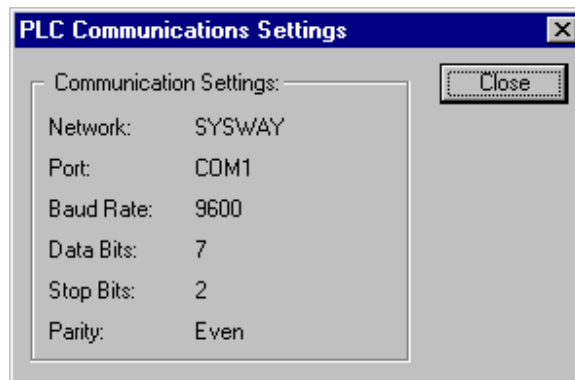 PLC Communications Settings
Communication Settings:
Close
Network: SYSWAY
Port: COM1
Baud Rate: 9600
Data Bits: 7
Stop Bits: 2
Parity: Even